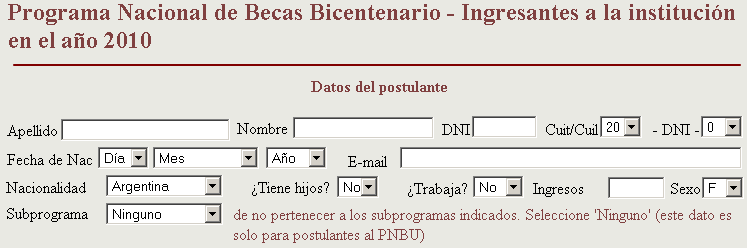 Programa Nacional de Becas Bicentenario - Ingresantes a la institución
en el año 2010
Datos del postulante
Apellido Nombre DNI Cuit/Cuil 20 - DNI - 0
Fecha de Nac Día Mes Año E-mail
Nacionalidad Argentina ¿Tiene hijos? No ¿Trabaja? No Ingresos Sexo F
Subprograma Ninguno de no pertenecer a los subprogramas indicados. Seleccione 'Ninguno' (este dato es
solo para postulantes al PNBU)